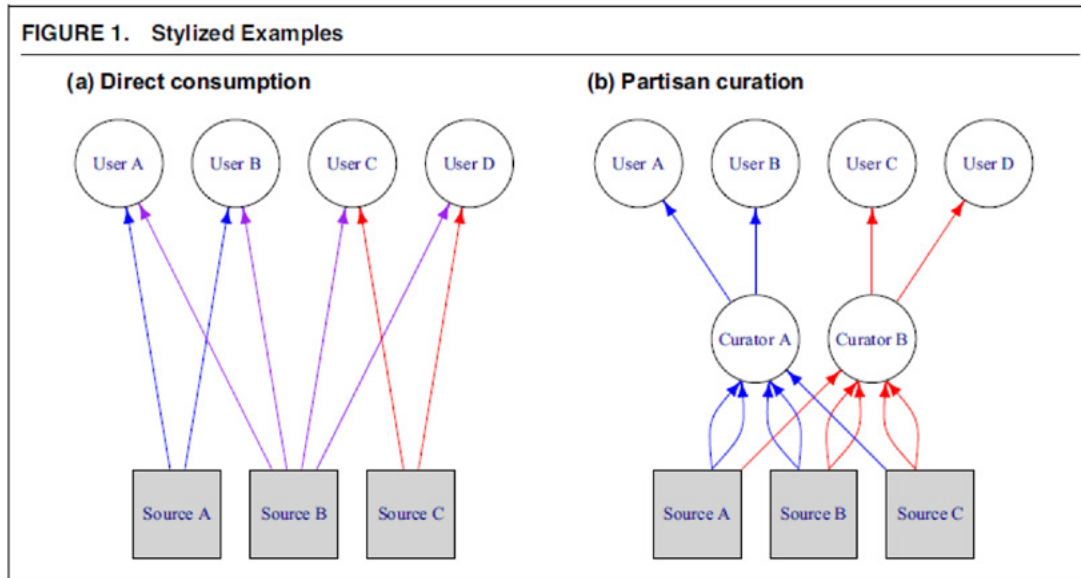 FIGURE 1. Stylized Examples
(a) Direct consumption
(b) Partisan curation
User A
User B
User C
User D
User A
User B
User C
User D
Curator A
Curator B
Source A
Source B
Source C
Source A
Source B
Source C